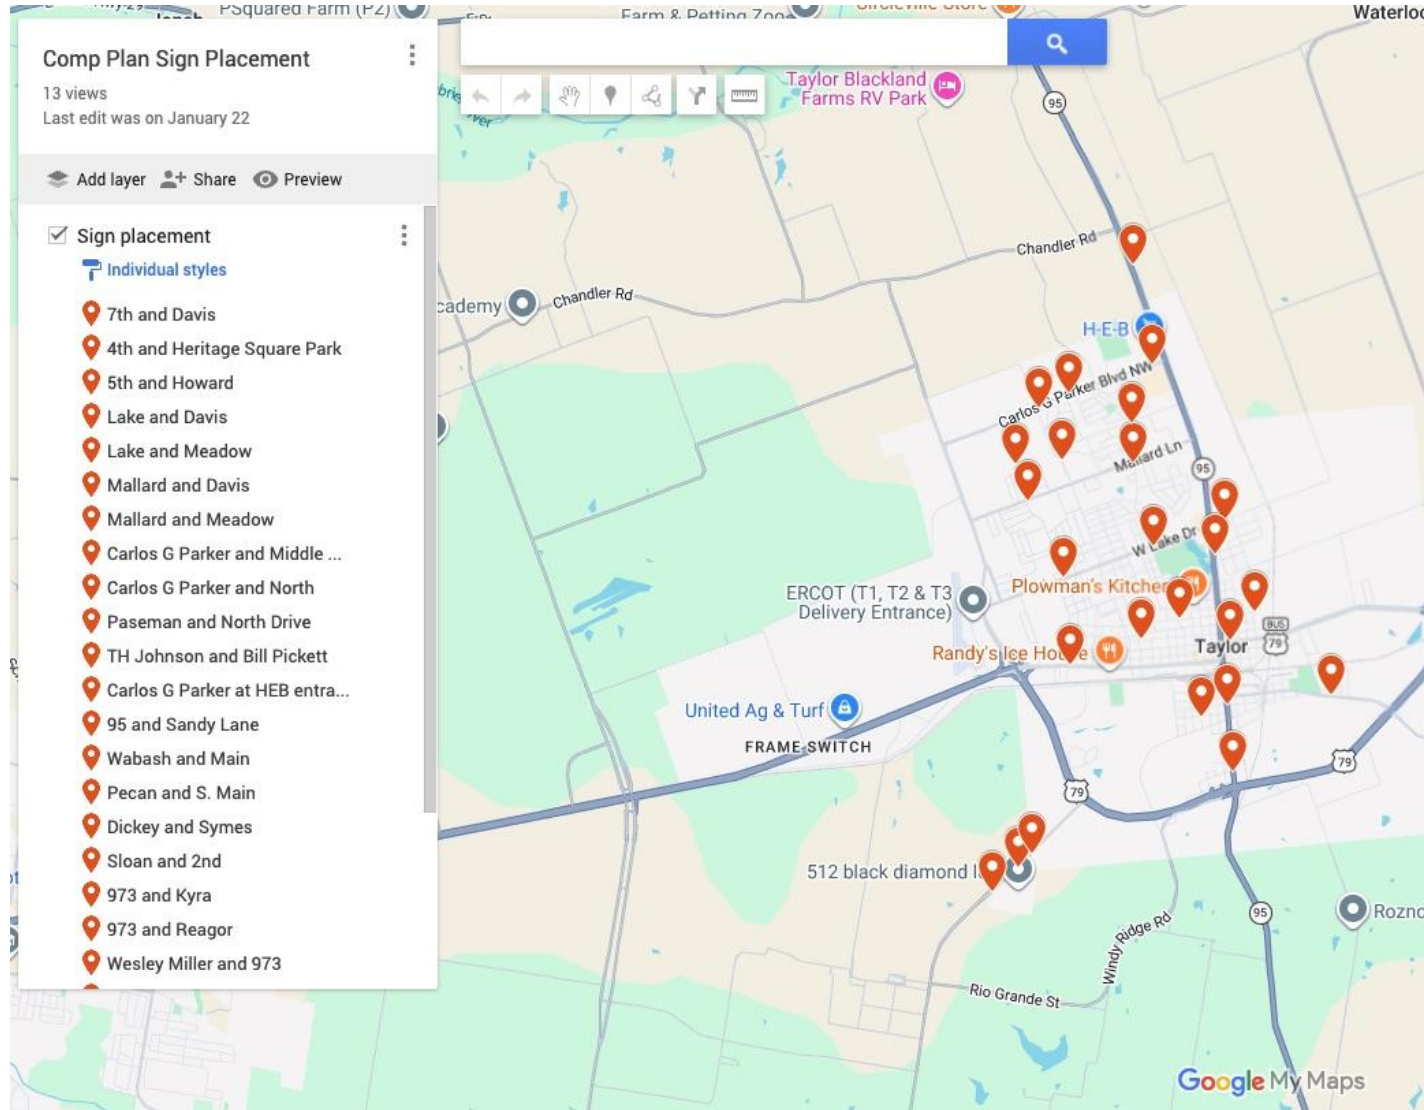 PSquared Farm (P2)
Farm & Petting Zoo
Circleville Store
Comp Plan Sign Placement
13 views
Last edit was on January 22
Add layer
Share
Preview
Sign placement
Individual styles
7th and Davis
4th and Heritage Square Park
5th and Howard
Lake and Davis
Lake and Meadow
Mallard and Davis
Mallard and Meadow
Carlos G Parker and Middle ...
Carlos G Parker and North
Paseman and North Drive
TH Johnson and Bill Pickett
Carlos G Parker at HEB entra...
95 and Sandy Lane
Wabash and Main
Pecan and S. Main
Dickey and Symes
Sloan and 2nd
973 and Kyra
973 and Reagor
Wesley Miller and 973
Taylor Blackland
Farms RV Park
95
Chandler Rd
cademy
Chandler Rd
H-E-B
Carlos G Parker Blvd NW
Mallard Ln
95
W Lake Dr
ERCOT (T1, T2 & T3
Delivery Entrance)
Plowman's Kitchen
Randy's Ice House
Taylor
BUS
79
United Ag & Turf
FRAME SWITCH
79
79
512 black diamond l
95
Rozno
Windy Ridge Rd
Rio Grande St
Google My Maps